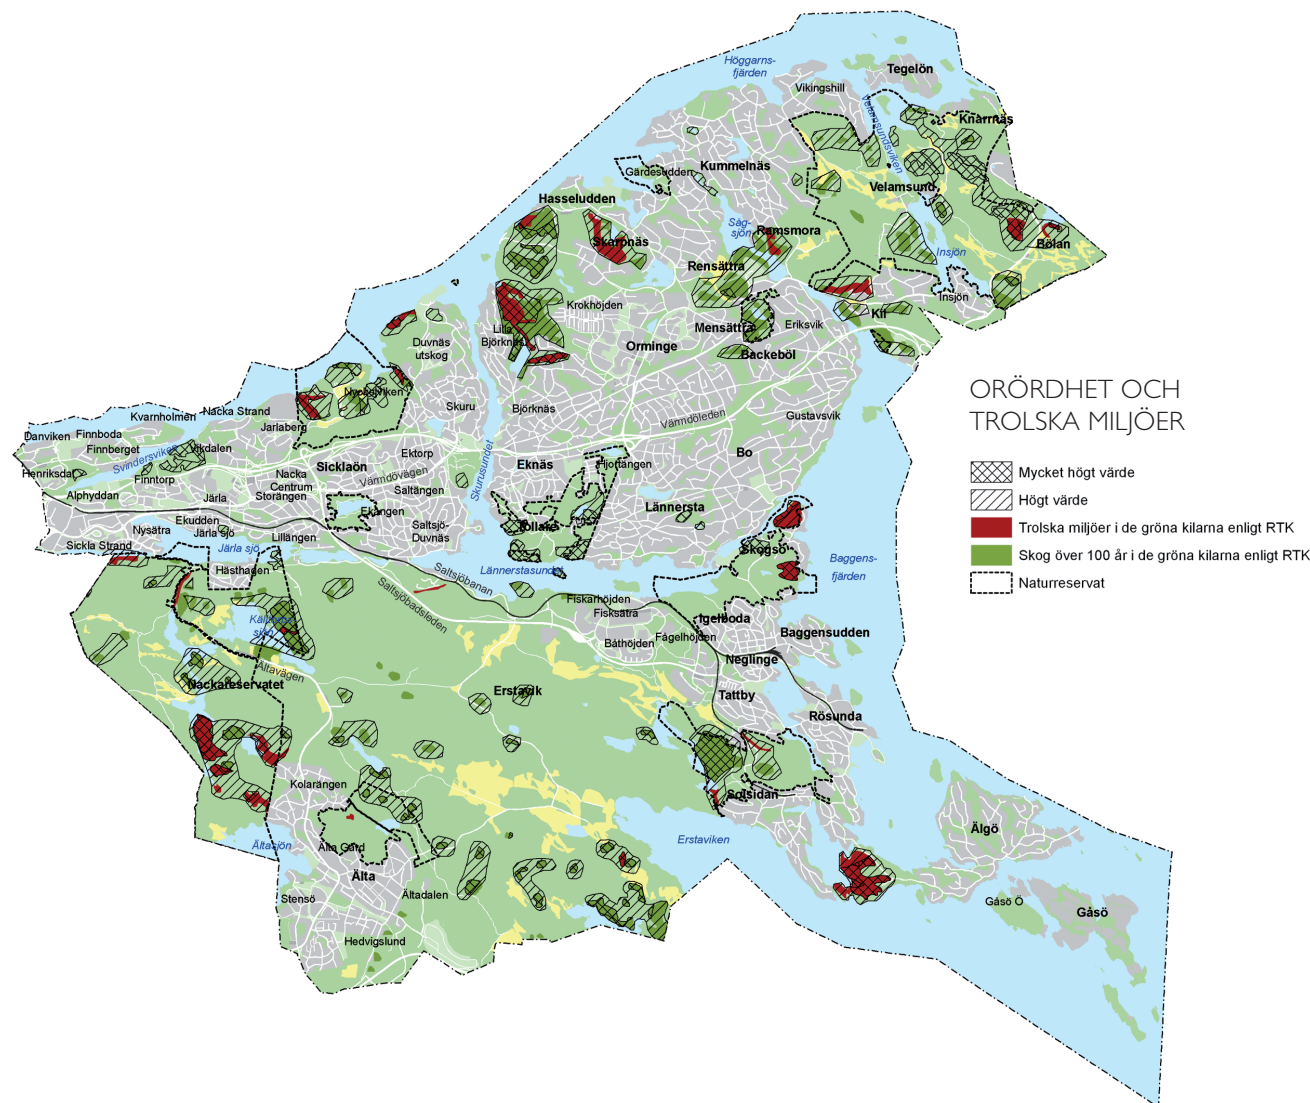 Höggarns-
fjärden
Tegelön
Vikingshill
Velamsundsviken
Knarrnäs
Kummelnäs
Gärdesudden
Velamsund
Hasseludden
Såg-
sjön
Ramsmora
Skarpnäs
Bölan
Insjön
Rensättra
Insjön
Krokhöjden
Kil
Lilla
Björknäs
Mensättra
Eriksvik
Duvnäs
utskog
Orminge
Backeböl
ORÖRDHET OCH
TROLSKA MILJÖER
Nyckelviken
Björknäs
Värmdöleden
Gustavsvik
Skuru
Kvarnholmen
Nacka Strand
Jarlaberg
Danviken
Finnboda
Finnberget
Vikdalen
Svindersviken
Henriksdal
Finntorp
Sicklaön
Ektorp
Eknäs
Hjortängen
Bo
Mycket högt värde
Högt värde
Trolska miljöer i de gröna kilarna enligt RTK
Skog över 100 år i de gröna kilarna enligt RTK
Naturreservat
Nacka
Centrum
Värmdövägen
Saltängen
Skurusundet
Alphyddan
Järla
Storängen
Ekängen
Lännersta
Ekudden
Nysätra
Järla sjö
Lillängen
Saltsjö-
Duvnäs
Tollare
Sickla Strand
Järla sjö
Hästhagen
Skogsö
Baggens-
fjärden
Lännerstasundet
Saltsjöbanan
Saltsjöbadsleden
Fiskarhöjden
Fisksätra
Igelboda
Fågelhöjden
Båthöjden
Baggensudden
Neglinge
Ältavägen
Nackareservatet
Erstavik
Tattby
Rösunda
Kolarängen
Solsidan
Ältasjön
Älta Gård
Erstaviken
Älgö
Älta
Ältadalen
Stensö
Gåsö Ö
Gåsö
Hedvigslund